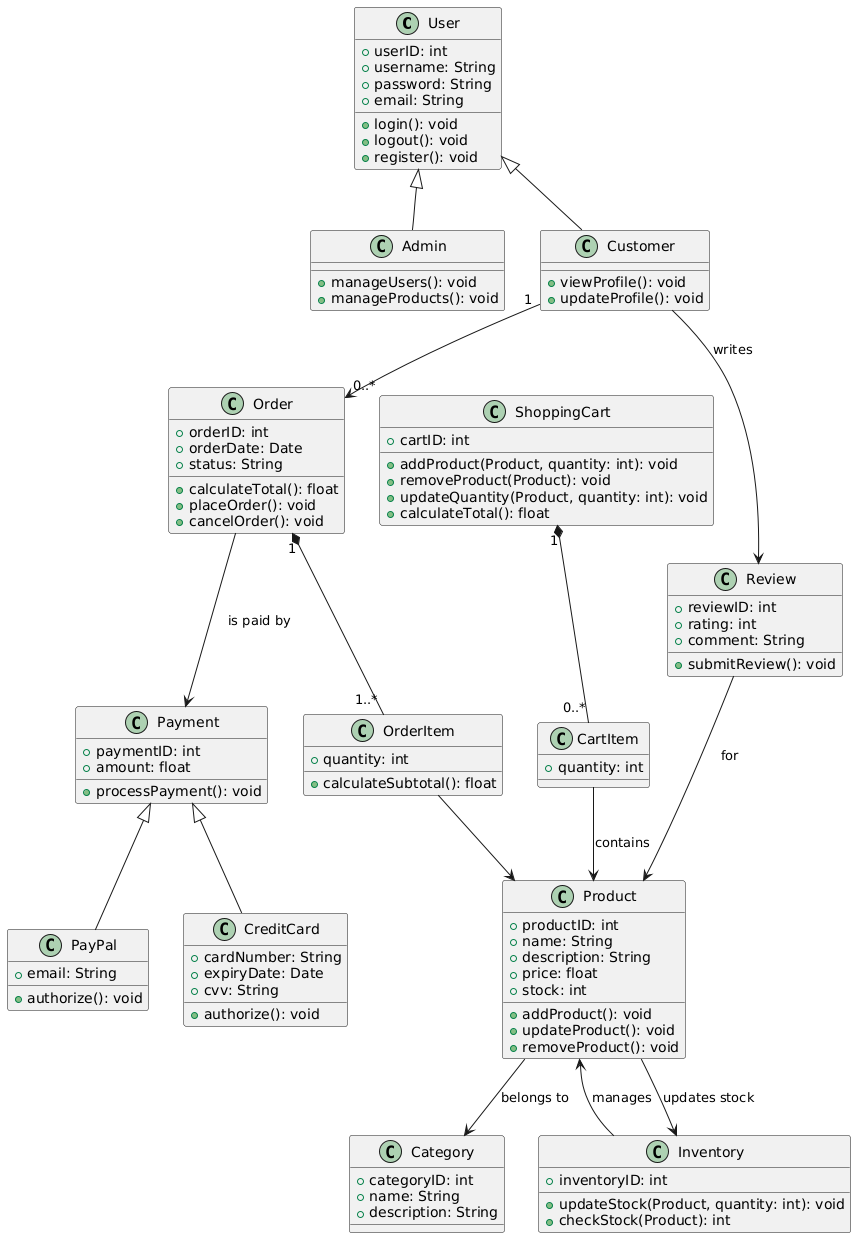 C User
userID: int
username: String
password: String
email: String
login(): void
logout(): void
register(): void
C Admin
manageUsers(): void
manageProducts(): void
C Customer
viewProfile(): void
updateProfile(): void
1
0..*
writes
C Order
orderID: int
orderDate: Date
status: String
calculateTotal(): float
placeOrder(): void
cancelOrder(): void
C ShoppingCart
cartID: int
addProduct(Product, quantity: int): void
removeProduct(Product): void
updateQuantity(Product, quantity: int): void
calculateTotal(): float
1
1
C Review
reviewID: int
rating: int
comment: String
submitReview(): void
is paid by
1..*
0..*
C Payment
paymentID: int
amount: float
processPayment(): void
C OrderItem
quantity: int
calculateSubtotal(): float
C CartItem
quantity: int
for
contains
C PayPal
email: String
authorize(): void
C CreditCard
cardNumber: String
expiryDate: Date
cvv: String
authorize(): void
C Product
productID: int
name: String
description: String
price: float
stock: int
addProduct(): void
updateProduct(): void
removeProduct(): void
belongs to
manages
updates stock
C Category
categoryID: int
name: String
description: String
C Inventory
inventoryID: int
updateStock(Product, quantity: int): void
checkStock(Product): int